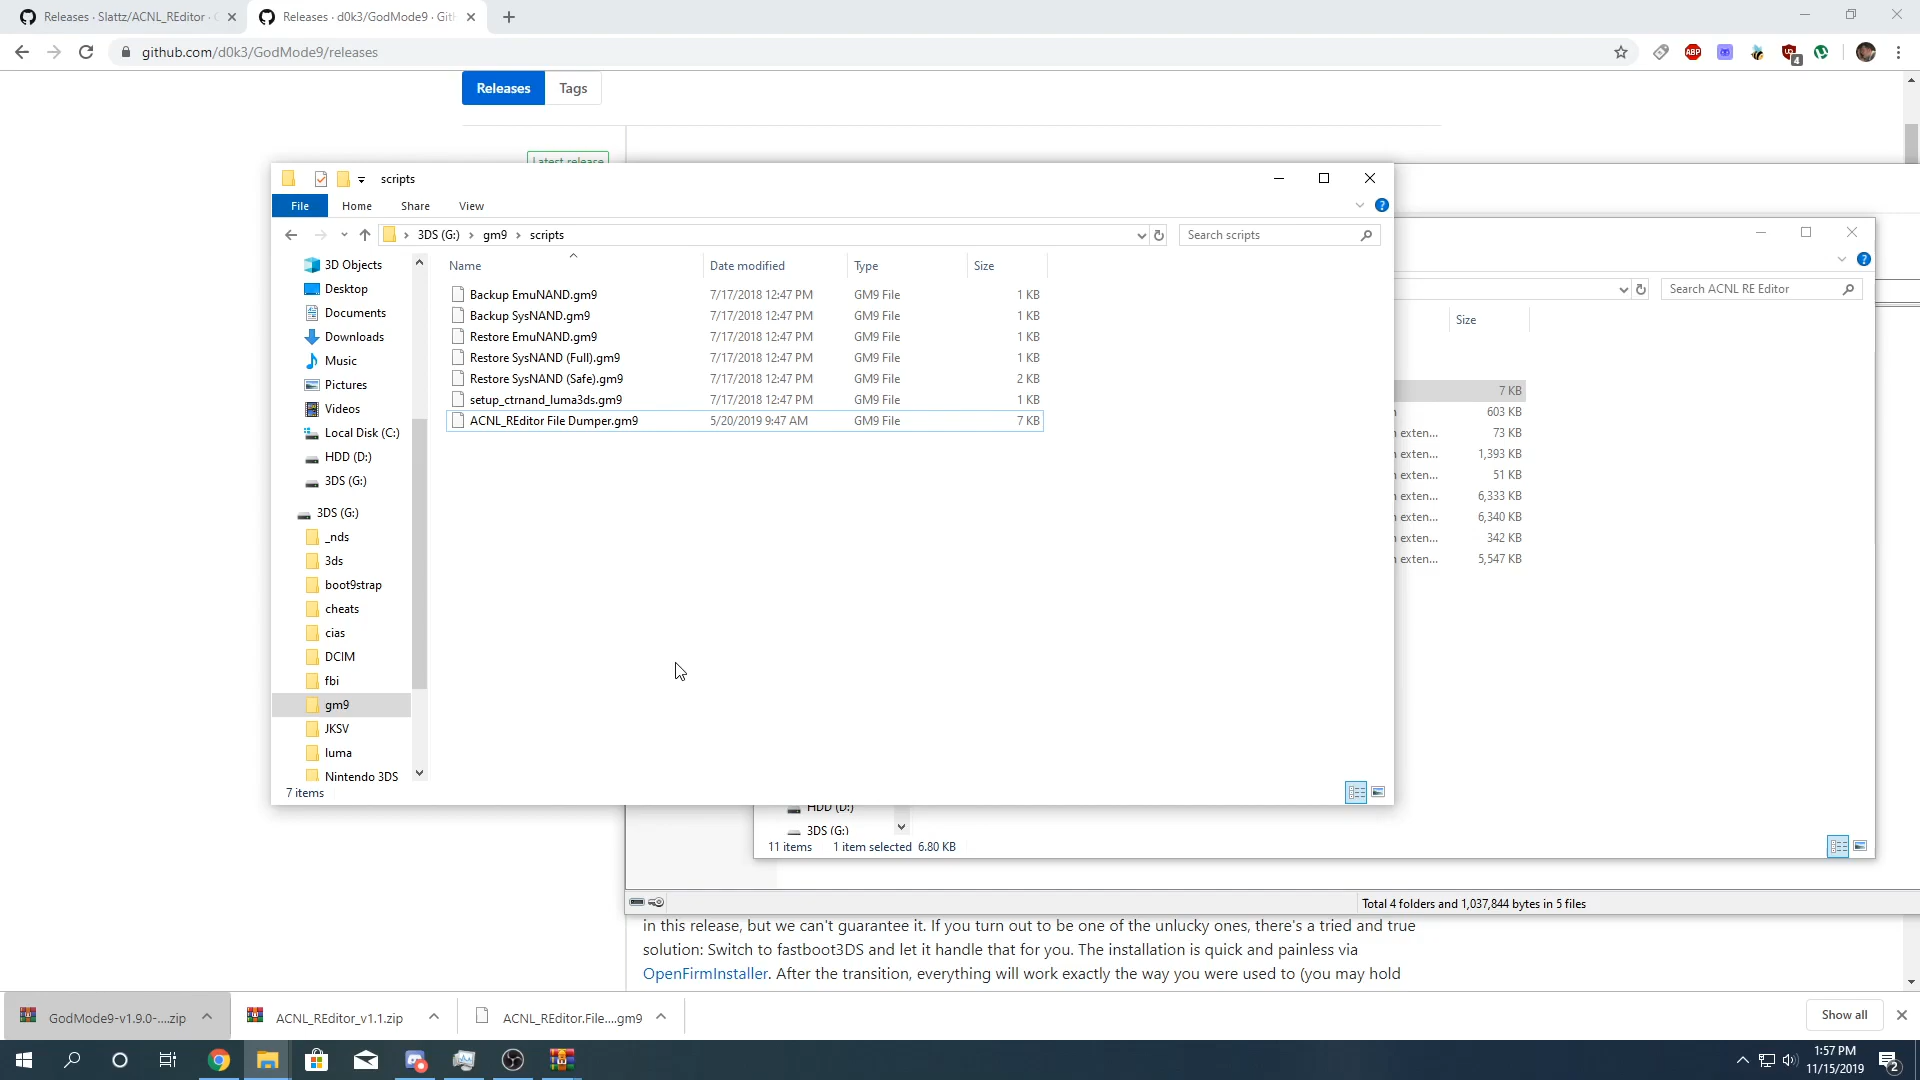 Releases · Slattz/ACNL_REditor ·
Releases · d0k3/GodMode9 · Gith
github.com/d0k3/GodMode9/releases
ABP
4
Releases
Tags
Latest release
scripts
File
Home
Share
View
3DS (G:)
gm9
scripts
Search scripts
Name
Date modified
Type
Size
Backup EmuNAND.gm9 7/17/2018 12:47 PM GM9 File 1 KB
Backup SysNAND.gm9 7/17/2018 12:47 PM GM9 File 1 KB
Restore EmuNAND.gm9 7/17/2018 12:47 PM GM9 File 1 KB
Restore SysNAND (Full).gm9 7/17/2018 12:47 PM GM9 File 1 KB
Restore SysNAND (Safe).gm9 7/17/2018 12:47 PM GM9 File 2 KB
setup_ctrnand_luma3ds.gm9 7/17/2018 12:47 PM GM9 File 1 KB
ACNL_REditor File Dumper.gm9 5/20/2019 9:47 AM GM9 File 7 KB
3D Objects
Desktop
Documents
Downloads
Music
Pictures
Videos
Local Disk (C:)
HDD (D:)
3DS (G:)
3DS (G:)
_nds
3ds
boot9strap
cheats
cias
DCIM
fbi
gm9
JKSV
luma
Nintendo 3DS
7 items
Search ACNL RE Editor
Size
7 KB
603 KB
n exten... 73 KB
n exten... 1,393 KB
n exten... 51 KB
n exten... 6,333 KB
n exten... 6,340 KB
n exten... 342 KB
n exten... 5,547 KB
HDD (D:)
3DS (G:)
11 items 1 item selected 6.80 KB
Total 4 folders and 1,037,844 bytes in 5 files
in this release, but we can't guarantee it. If you turn out to be one of the unlucky ones, there's a tried and true
solution: Switch to fastboot3DS and let it handle that for you. The installation is quick and painless via
OpenFirmInstaller. After the transition, everything will work exactly the way you were used to (you may hold
GodMode9-v1.9.0-....zip
ACNL_REditor_v1.1.zip
ACNL_REditor.File....gm9
Show all
1:57 PM
11/15/2019
2